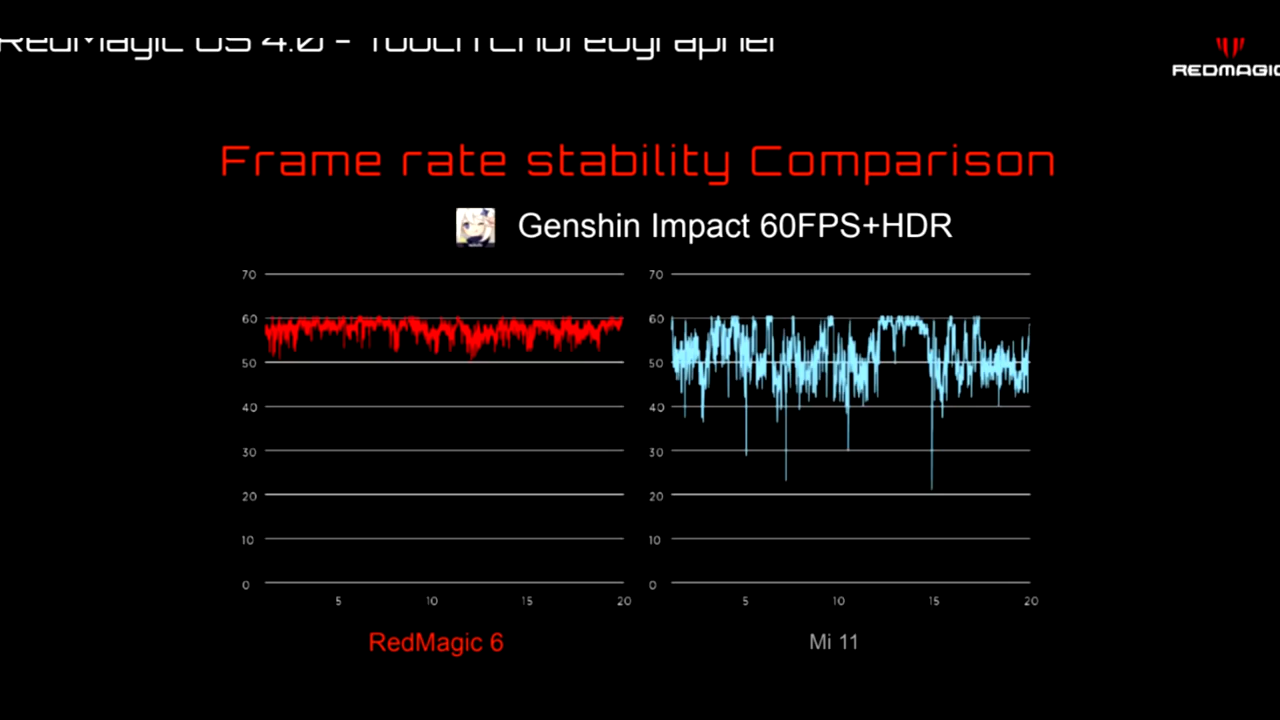 RedMagic OS 4.0 - Touch Choreographer
REDMAGIC
Frame rate stability Comparison
Genshin Impact 60FPS+HDR
70
60
50
40
30
20
10
0
5 10 15 20
RedMagic 6
70
60
50
40
30
20
10
0
5 10 15 20
Mi 11